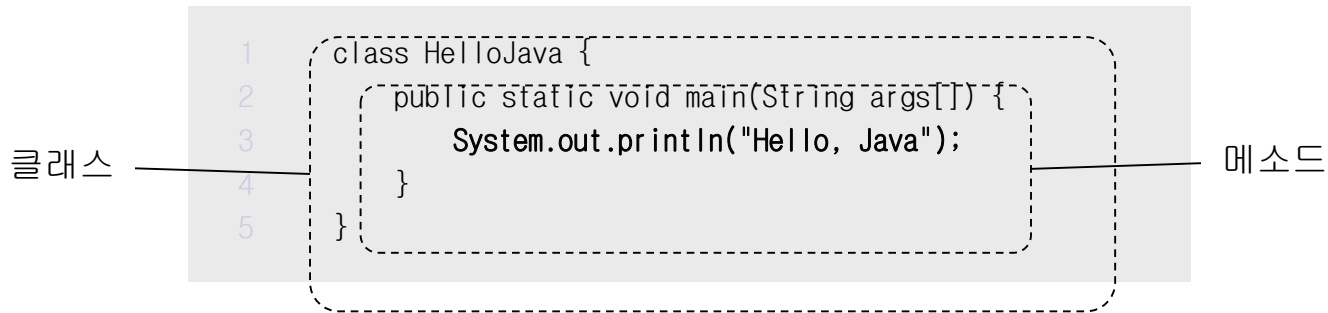 1 class HelloJava {
2 public static void main(String args[]) {
3 System.out.println("Hello, Java");
클래스
메소드
4 }
5 }